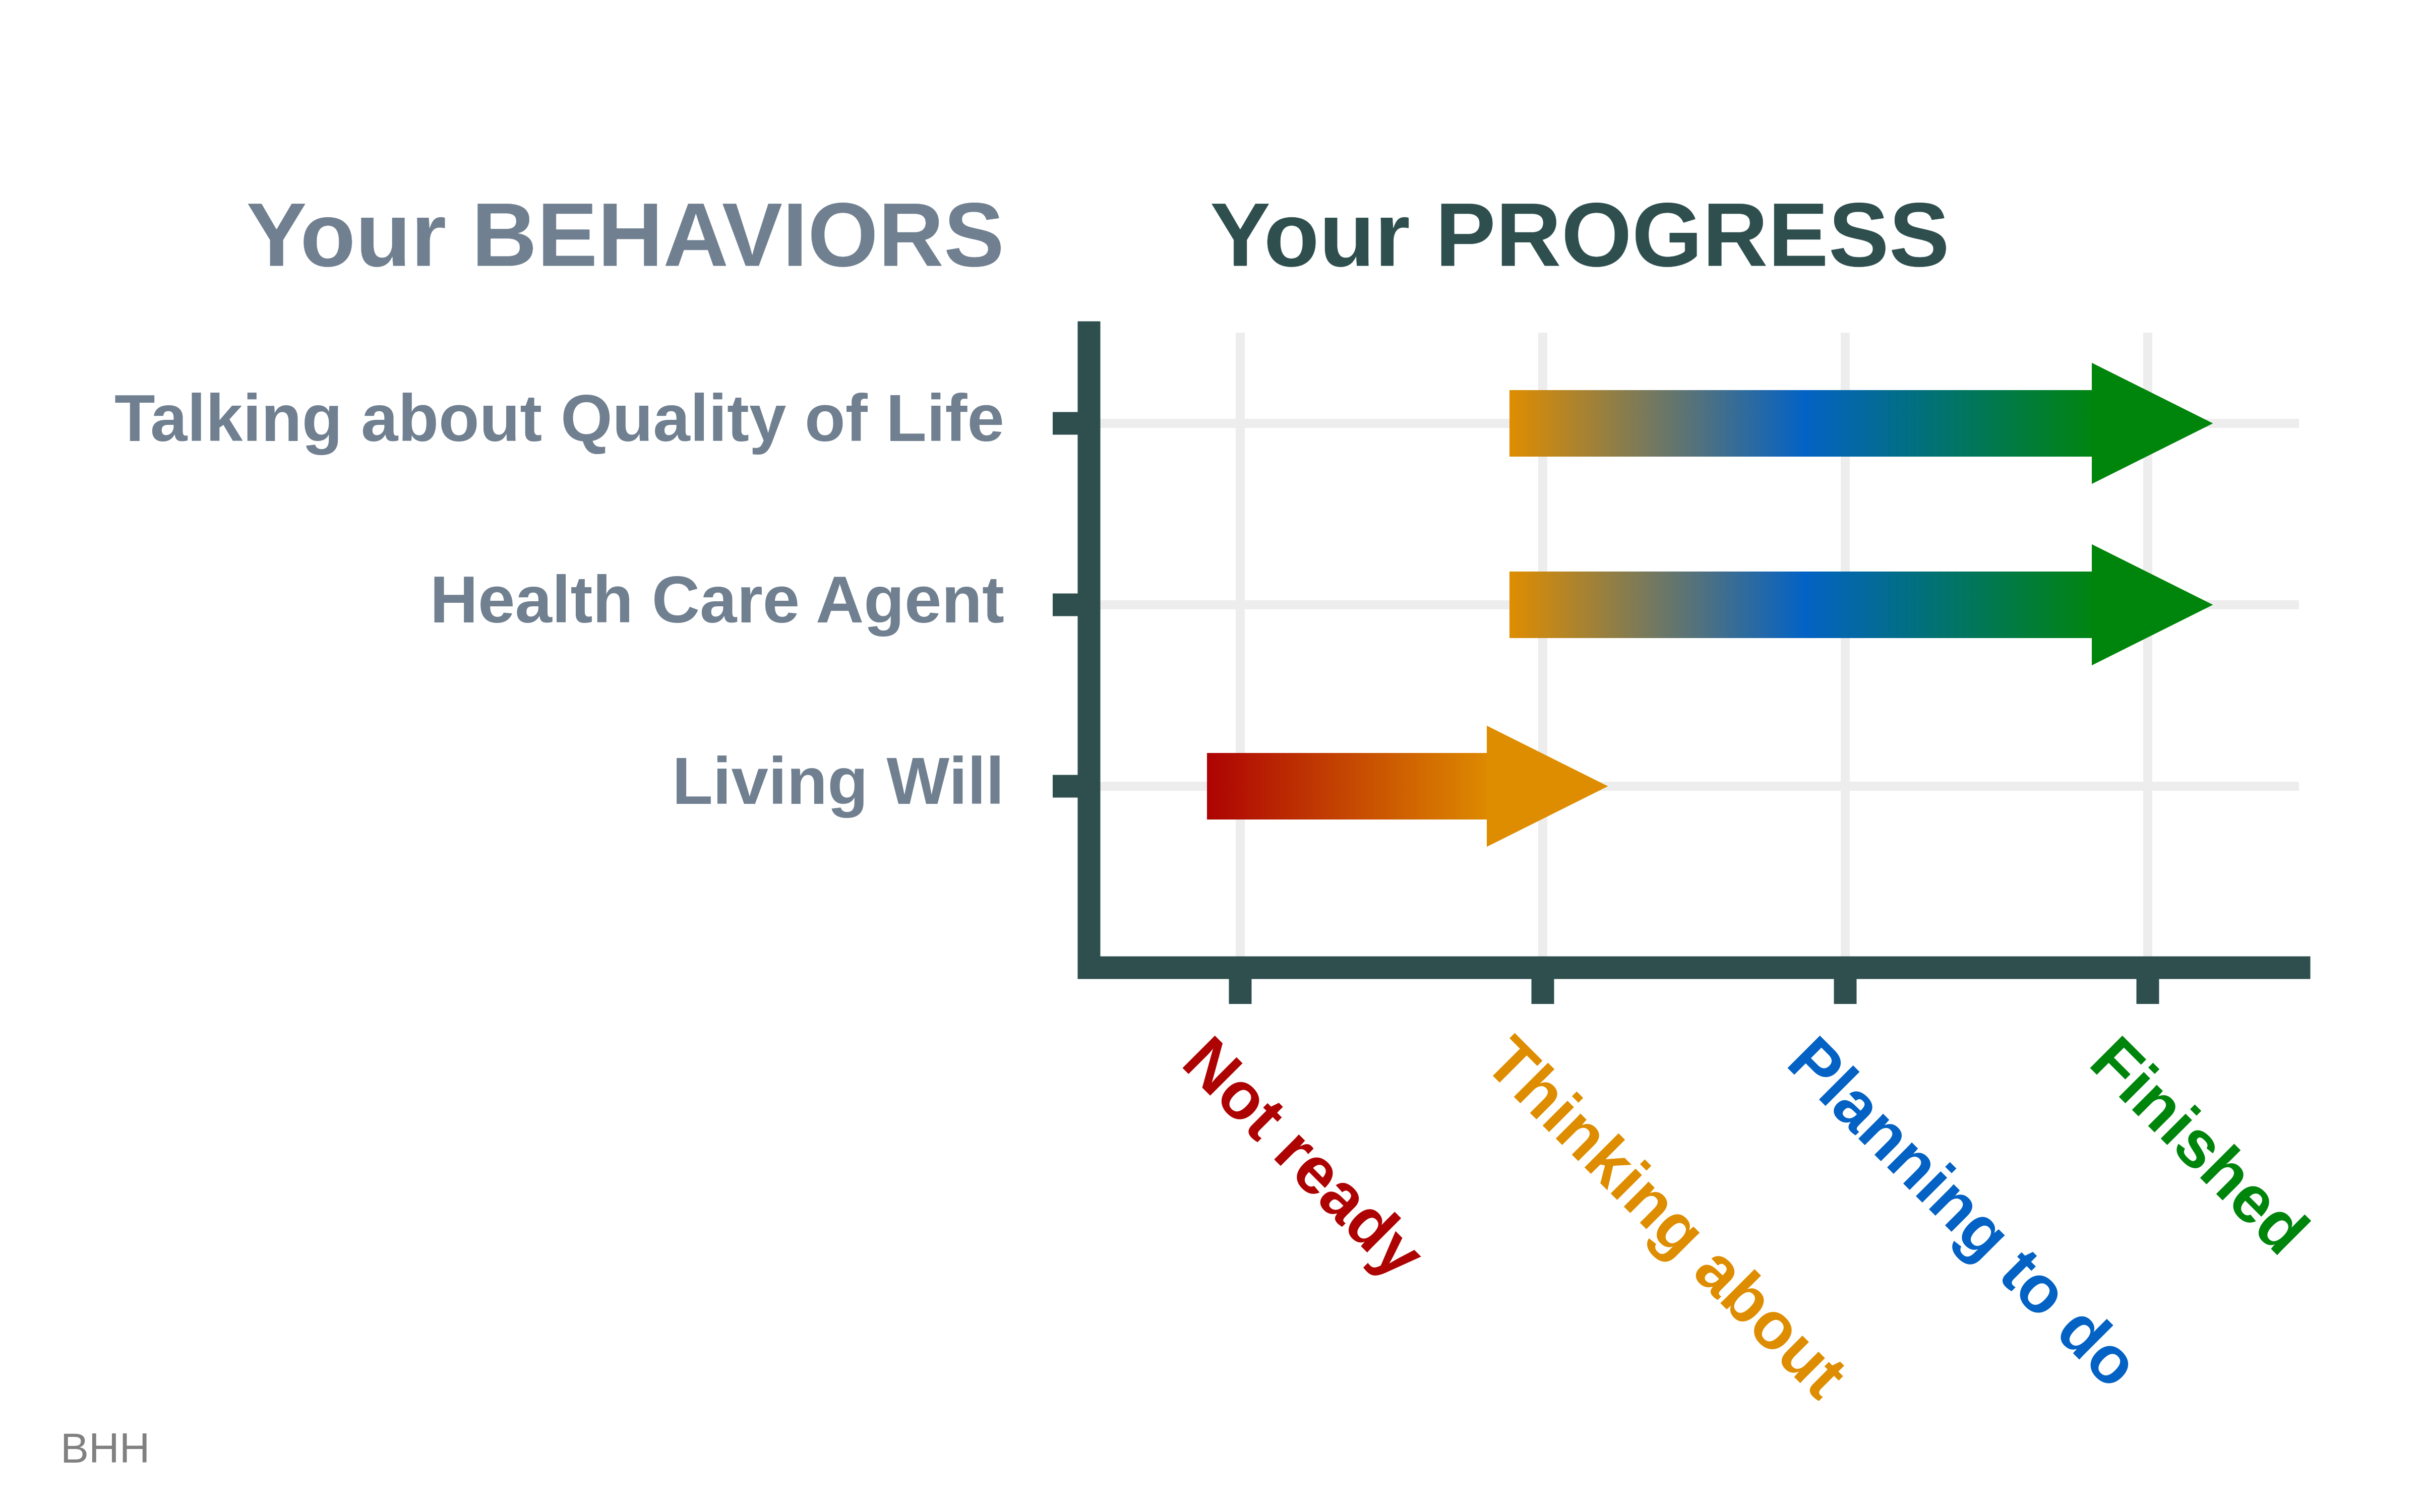 Your BEHAVIORS
Your PROGRESS
Talking about Quality of Life
Health Care Agent
Living Will
Not ready
Thinking about
Planning to do
Finished
BHH